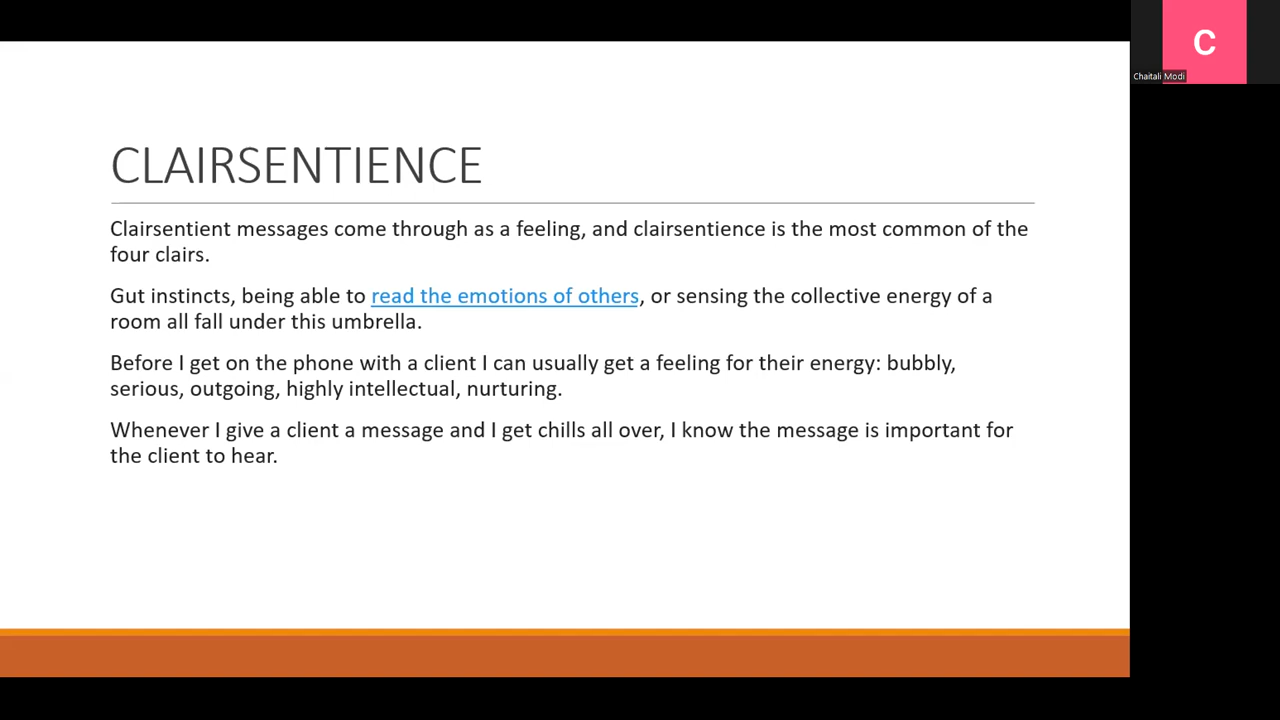 C
Chaitali Modi
CLAIRSENTIENCE
Clairsentient messages come through as a feeling, and clairsentience is the most common of the
four clairs.
Gut instincts, being able to read the emotions of others, or sensing the collective energy of a
room all fall under this umbrella.
Before I get on the phone with a client I can usually get a feeling for their energy: bubbly,
serious, outgoing, highly intellectual, nurturing.
Whenever I give a client a message and I get chills all over, I know the message is important for
the client to hear.